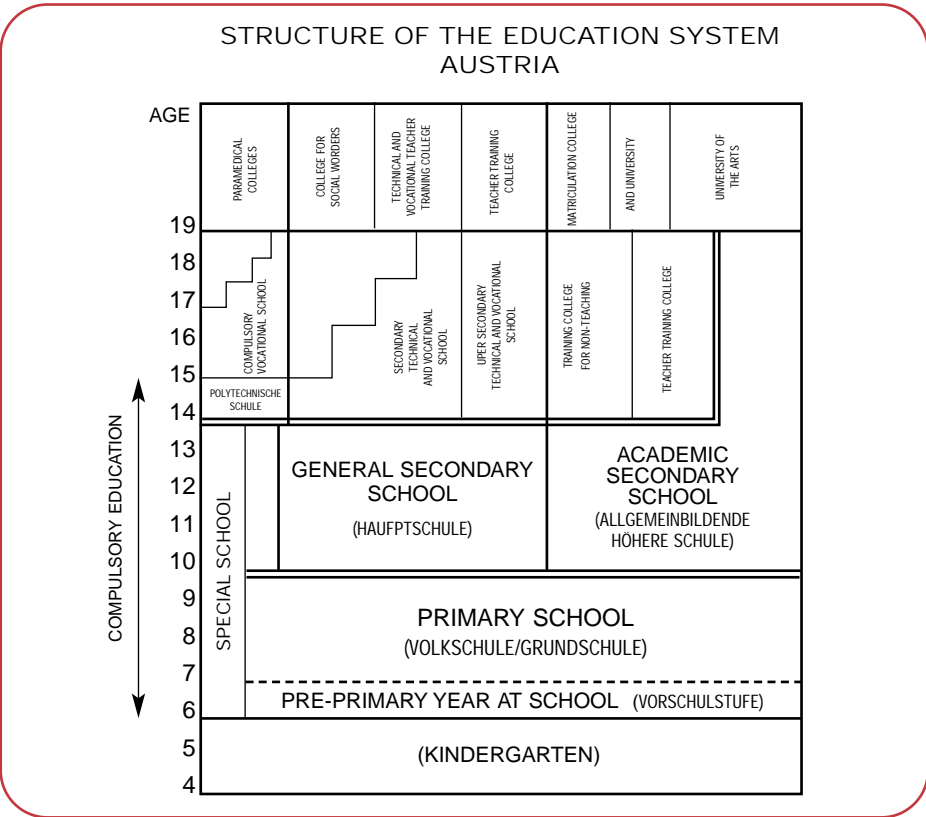 STRUCTURE OF THE EDUCATION SYSTEM
AUSTRIA
AGE
PARAMEDICAL
COLLEGES
COLLEGE FOR
SOCIAL WORDERS
TECHNICAL AND
VOCATIONAL TEACHER
TRAINING COLLEGE
TEACHER TRAINING
COLLEGE
MATRICULATION COLLEGE
AND UNIVERSITY
UNIVERSITY OF
THE ARTS
19
18
17
16
15
14
13
12
11
10
9
8
7
6
5
4
COMPULSORY EDUCATION
COMPULSORY
VOCATIONAL SCHOOL
POLYTECHNISCHE
SCHULE
SECONDARY
TECHNICAL
AND VOCATIONAL
SCHOOL
UPER SECONDARY
TECHNICAL AND VOCATIONAL
SCHOOL
TRAINING COLLEGE
FOR NON-TEACHING
TEACHER TRAINING COLLEGE
SPECIAL SCHOOL
GENERAL SECONDARY
SCHOOL
(HAUFPTSCHULE)
ACADEMIC
SECONDARY
SCHOOL
(ALLGEMEINBILDENDE
HÖHERE SCHULE)
PRIMARY SCHOOL
(VOLKSCHULE/GRUNDSCHULE)
PRE-PRIMARY YEAR AT SCHOOL (VORSCHULSTUFE)
(KINDERGARTEN)